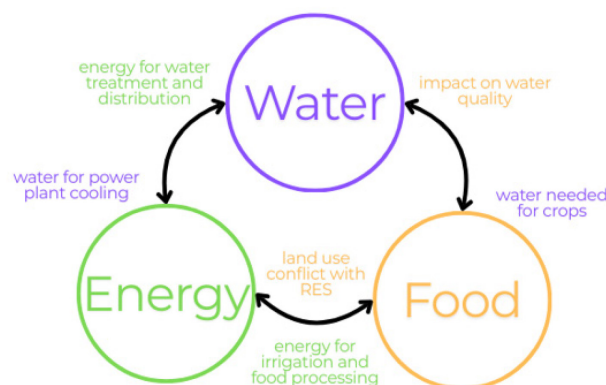 energy for water
treatment and
distribution
Water
impact on water
quality
water for power
plant cooling
water needed
for crops
Energy
land use
conflict with
RES
Food
energy for
irrigation and
food processing